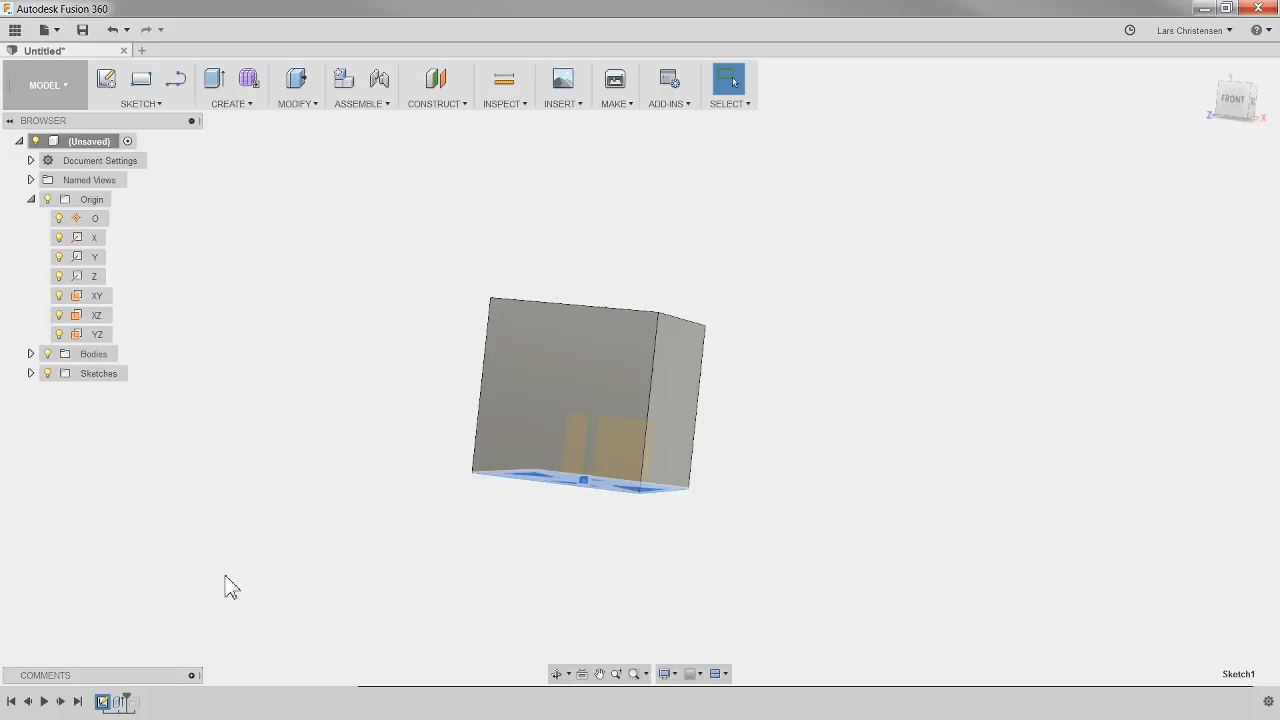 Autodesk Fusion 360
Lars Christensen
Untitled*
MODEL
SKETCH
CREATE
MODIFY
ASSEMBLE
CONSTRUCT
INSPECT
INSERT
MAKE
ADD-INS
SELECT
BROWSER
(Unsaved)
Document Settings
Named Views
Origin
O
X
Y
Z
XY
XZ
YZ
Bodies
Sketches
Y
FRONT
Z
X
COMMENTS
Sketch1